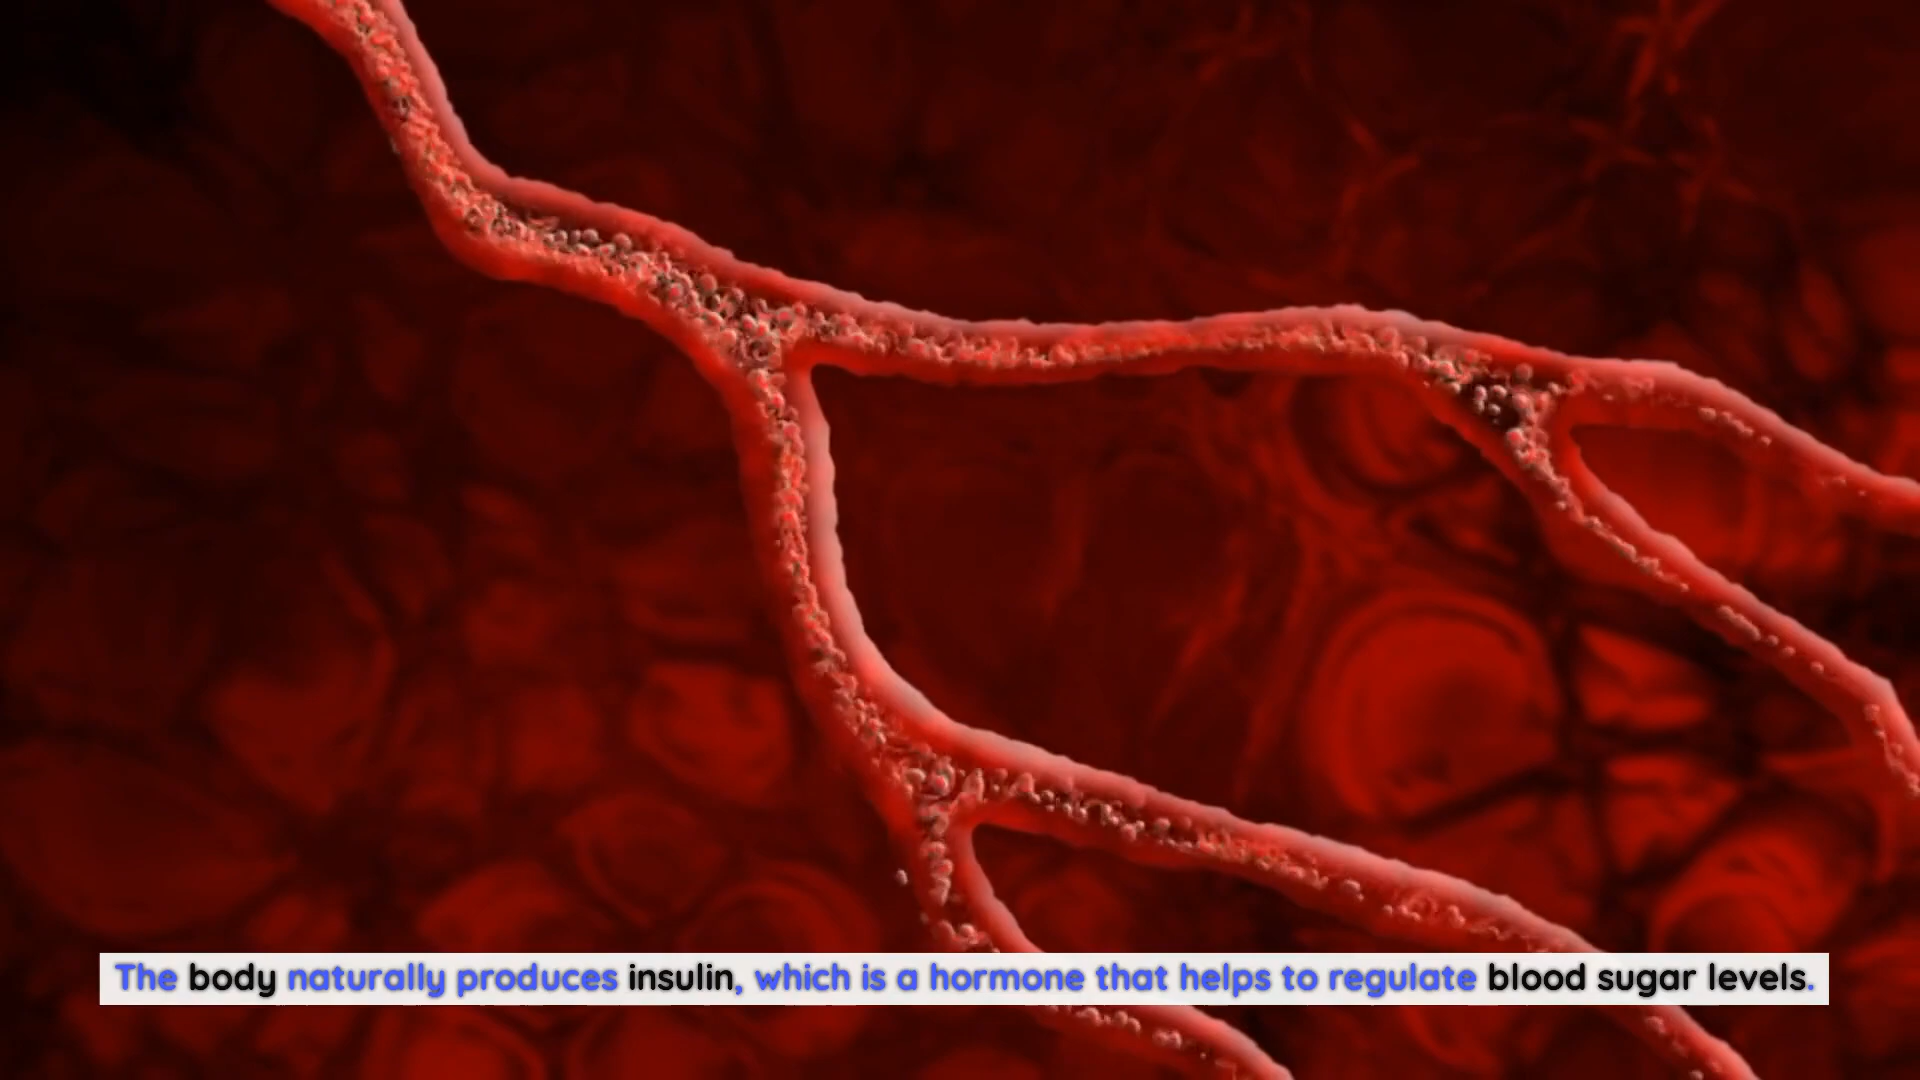 The body naturally produces insulin, which is a hormone that helps to regulate blood sugar levels.